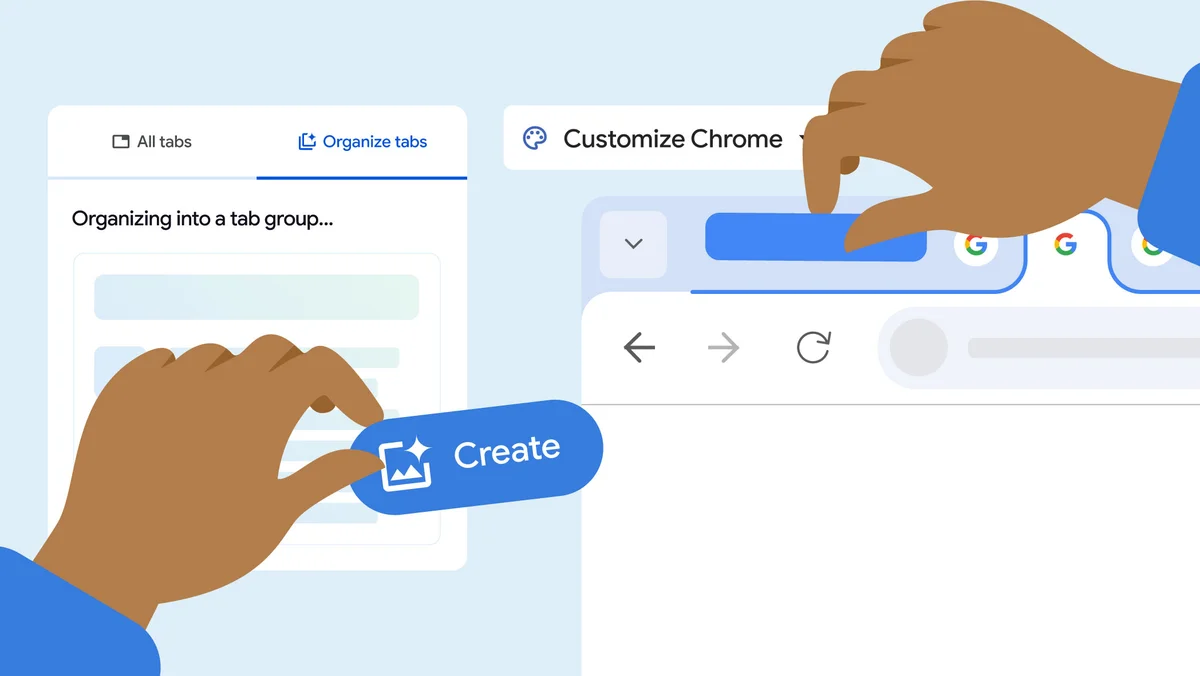 All tabs
Organize tabs
Organizing into a tab group...
Create
Customize Chrome